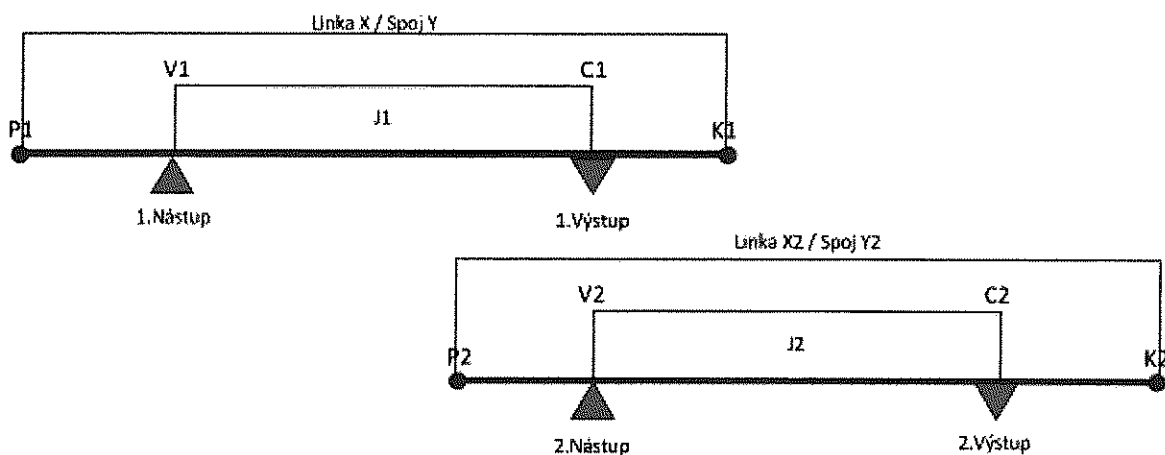 Linka X / Spoj Y
V1 C1
J1
P1 K1
1.Nástup 1.Výstup
Linka X2 / Spoj Y2
V2 C2
J2
P2 K2
2.Nástup 2.Výstup